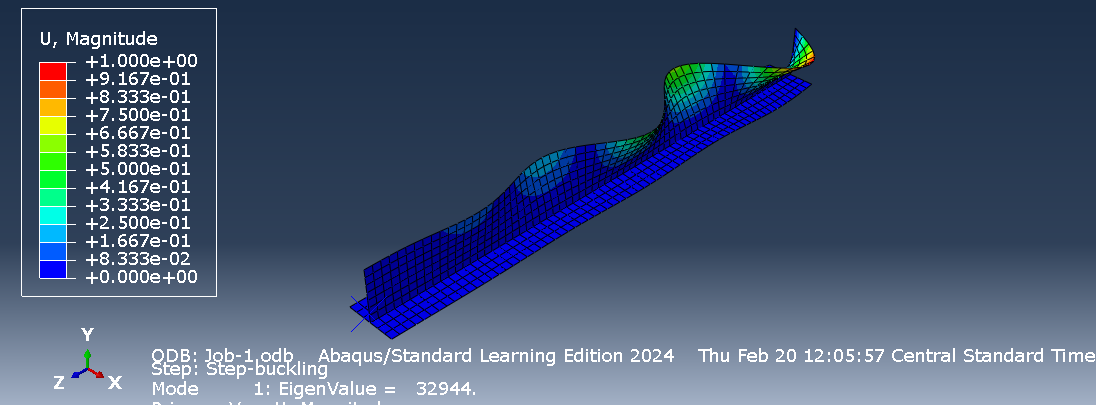 U, Magnitude
+1.000e+00
+9.167e-01
+8.333e-01
+7.500e-01
+6.667e-01
+5.833e-01
+5.000e-01
+4.167e-01
+3.333e-01
+2.500e-01
+1.667e-01
+8.333e-02
+0.000e+00
Y
Z X
ODB: Job-1.odb Abaqus/Standard Learning Edition 2024 Thu Feb 20 12:05:57 Central Standard Time
Step: Step-buckling
Mode 1: EigenValue = 32944.